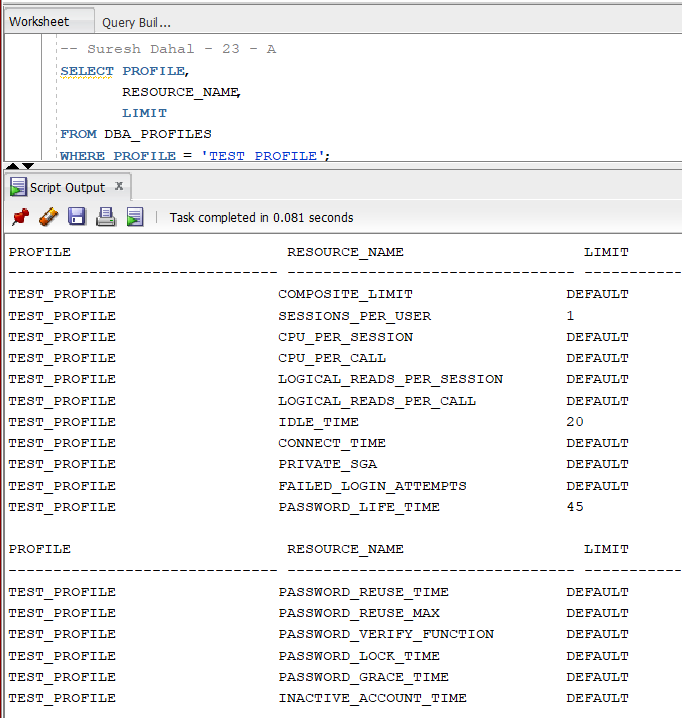 Worksheet Query Buil...
-- Suresh Dahal - 23 - A
SELECT PROFILE,
RESOURCE_NAME,
LIMIT
FROM DBA_PROFILES
WHERE PROFILE = 'TEST_PROFILE';
Script Output x
Task completed in 0.081 seconds
PROFILE RESOURCE_NAME LIMIT
------------------------------ -------------------------------- -----------
TEST_PROFILE COMPOSITE_LIMIT DEFAULT
TEST_PROFILE SESSIONS_PER_USER 1
TEST_PROFILE CPU_PER_SESSION DEFAULT
TEST_PROFILE CPU_PER_CALL DEFAULT
TEST_PROFILE LOGICAL_READS_PER_SESSION DEFAULT
TEST_PROFILE LOGICAL_READS_PER_CALL DEFAULT
TEST_PROFILE IDLE_TIME 20
TEST_PROFILE CONNECT_TIME DEFAULT
TEST_PROFILE PRIVATE_SGA DEFAULT
TEST_PROFILE FAILED_LOGIN_ATTEMPTS DEFAULT
TEST_PROFILE PASSWORD_LIFE_TIME 45
PROFILE RESOURCE_NAME LIMIT
------------------------------ -------------------------------- -----------
TEST_PROFILE PASSWORD_REUSE_TIME DEFAULT
TEST_PROFILE PASSWORD_REUSE_MAX DEFAULT
TEST_PROFILE PASSWORD_VERIFY_FUNCTION DEFAULT
TEST_PROFILE PASSWORD_LOCK_TIME DEFAULT
TEST_PROFILE PASSWORD_GRACE_TIME DEFAULT
TEST_PROFILE INACTIVE_ACCOUNT_TIME DEFAULT